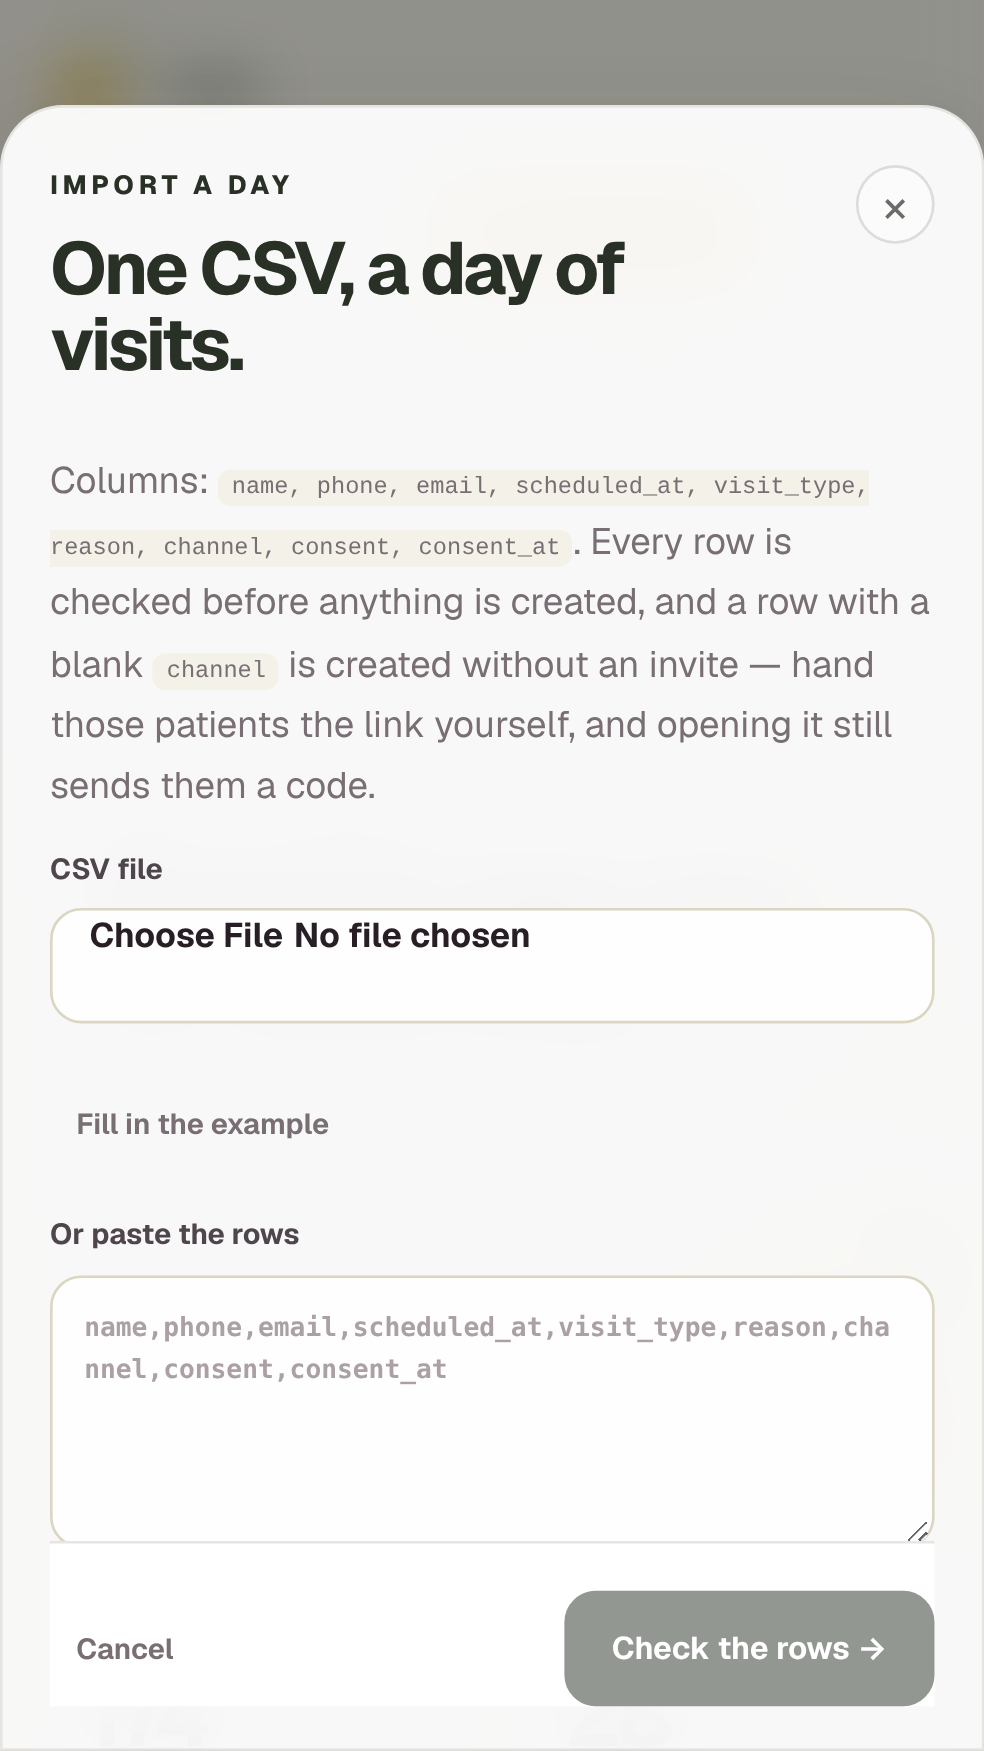 IMPORT A DAY
One CSV, a day of
visits.
Columns: name, phone, email, scheduled_at, visit_type,
reason, channel, consent, consent_at. Every row is
checked before anything is created, and a row with a
blank channel is created without an invite — hand
those patients the link yourself, and opening it still
sends them a code.
CSV file
Choose File No file chosen
Fill in the example
Or paste the rows
name,phone,email,scheduled_at,visit_type,reason,cha
nnel,consent,consent_at
Cancel
Check the rows →